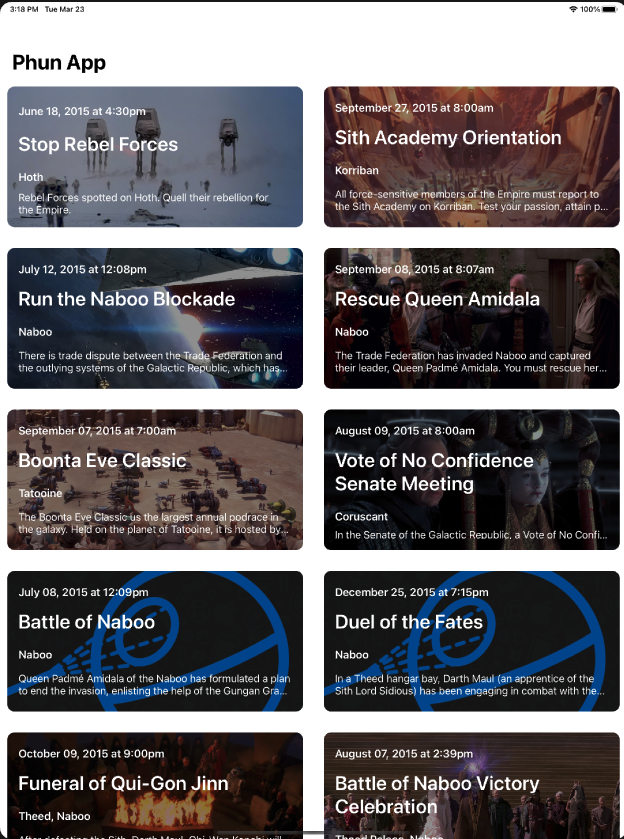 3:18 PM Tue Mar 23
100%
Phun App
June 18, 2015 at 4:30pm
Stop Rebel Forces
Hoth
Rebel Forces spotted on Hoth. Quell their rebellion for
the Empire.
September 27, 2015 at 8:00am
Sith Academy Orientation
Korriban
All force-sensitive members of the Empire must report to
the Sith Academy on Korriban. Test your passion, attain p...
July 12, 2015 at 12:08pm
Run the Naboo Blockade
Naboo
There is trade dispute between the Trade Federation and
the outlying systems of the Galactic Republic, which has...
September 08, 2015 at 8:07am
Rescue Queen Amidala
Naboo
The Trade Federation has invaded Naboo and captured
their leader, Queen Padmé Amidala. You must rescue her...
September 07, 2015 at 7:00am
Boonta Eve Classic
Tatooine
The Boonta Eve Classic us the largest annual podrace in
the galaxy. Held on the planet of Tatooine, it is hosted by...
August 09, 2015 at 8:00am
Vote of No Confidence
Senate Meeting
Coruscant
In the Senate of the Galactic Republic, a Vote of No Confi...
July 08, 2015 at 12:09pm
Battle of Naboo
Naboo
Queen Padmé Amidala of the Naboo has formulated a plan
to end the invasion, enlisting the help of the Gungan Gra...
December 25, 2015 at 7:15pm
Duel of the Fates
Naboo
In a Theed hangar bay, Darth Maul (an apprentice of the
Sith Lord Sidious) has been engaging in combat with the...
October 09, 2015 at 9:00pm
Funeral of Qui-Gon Jinn
Theed, Naboo
After defeating the Sith, Darth Maul, Obi-Wan Kenobi will
August 07, 2015 at 2:39pm
Battle of Naboo Victory
Celebration
Theed Palace, Naboo